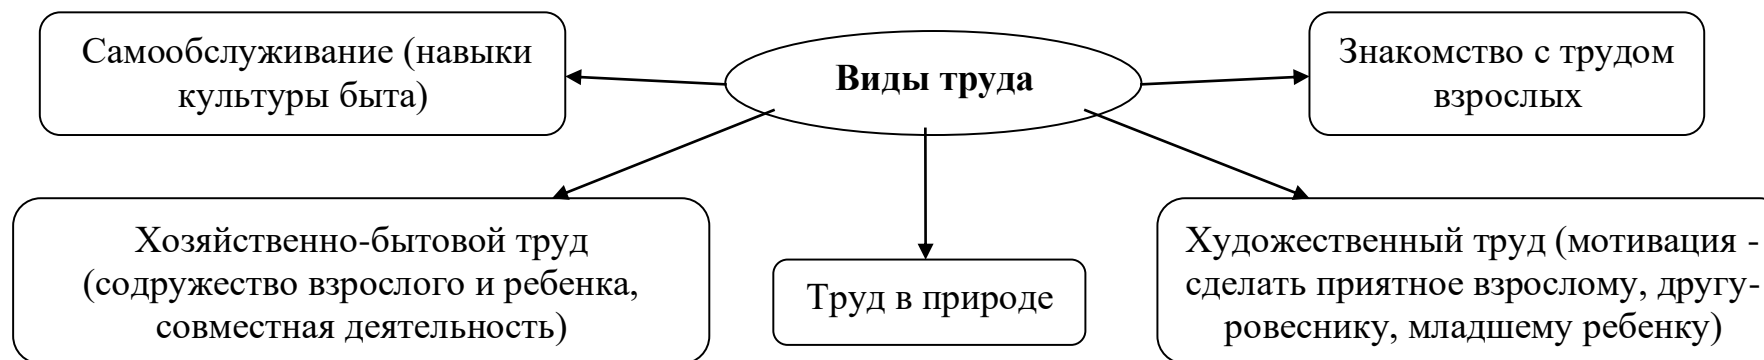 Самообслуживание (навыки
культуры быта)
Виды труда
Знакомство с трудом
взрослых
Хозяйственно-бытовой труд
(содружество взрослого и ребенка,
совместная деятельность)
Труд в природе
Художественный труд (мотивация -
сделать приятное взрослому, другу-
ровеснику, младшему ребенку)